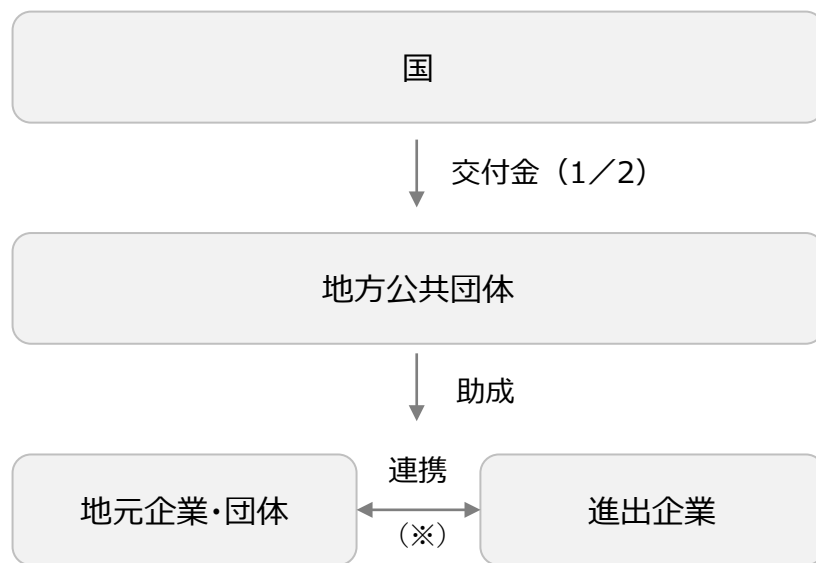 国
交付金（1／2）
地方公共団体
助成
地元企業・団体
連携
（※）
進出企業